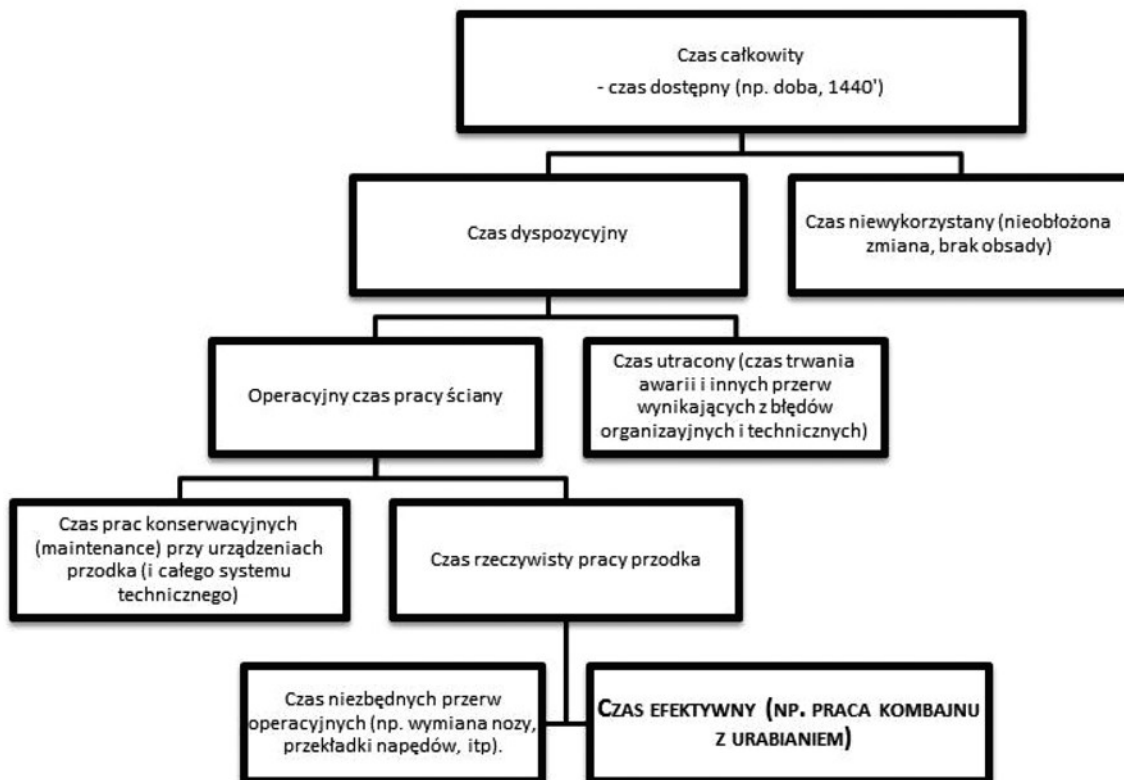 Czas całkowity
- czas dostępny (np. doba, 1440')
Czas dyspozycyjny
Czas niewykorzystany (nieobłożona
zmiana, brak obsady)
Operacyjny czas pracy ściany
Czas utracony (czas trwania
awarii i innych przerw
wynikających z błędów
organizayjnych i technicznych)
Czas prac konserwacyjnych
(maintenance) przy urządzeniach
przodka (i całego systemu
technicznego)
Czas rzeczywisty pracy przodka
Czas niezbędnych przerw
operacyjnych (np. wymiana nozy,
przekładki napędów, itp).
CZAS EFEKTYWNY (NP. PRACA KOMBAJNU
Z URABIANIEM)